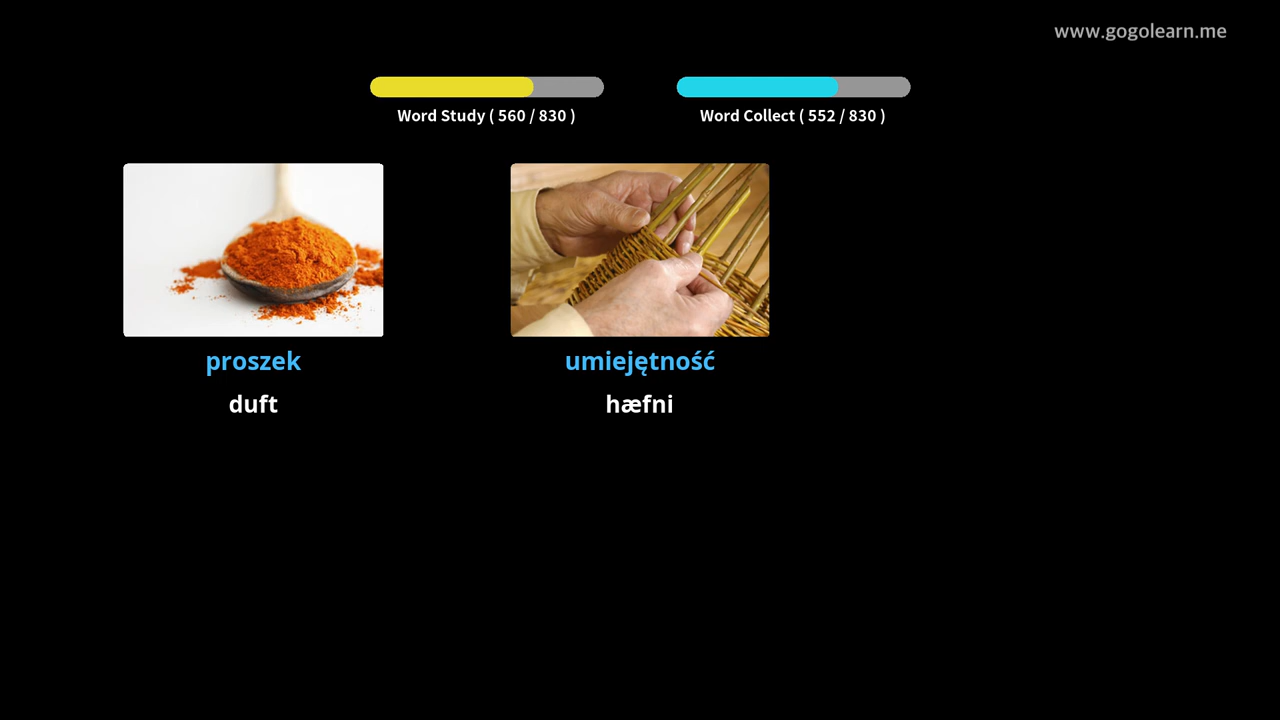 www.gogolearn.me
Word Study ( 560 / 830 )
Word Collect ( 552 / 830 )
proszek
umiejętność
duft
hæfni